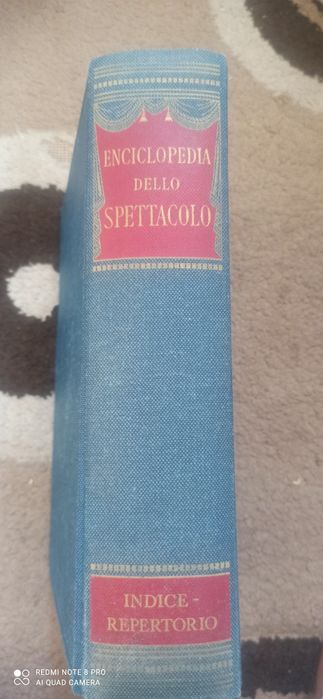 ENCICLOPEDIA
DELLO
SPETTACOLO
INDICE -
REPERTORIO
REDMI NOTE 8 PRO
AI QUAD CAMERA